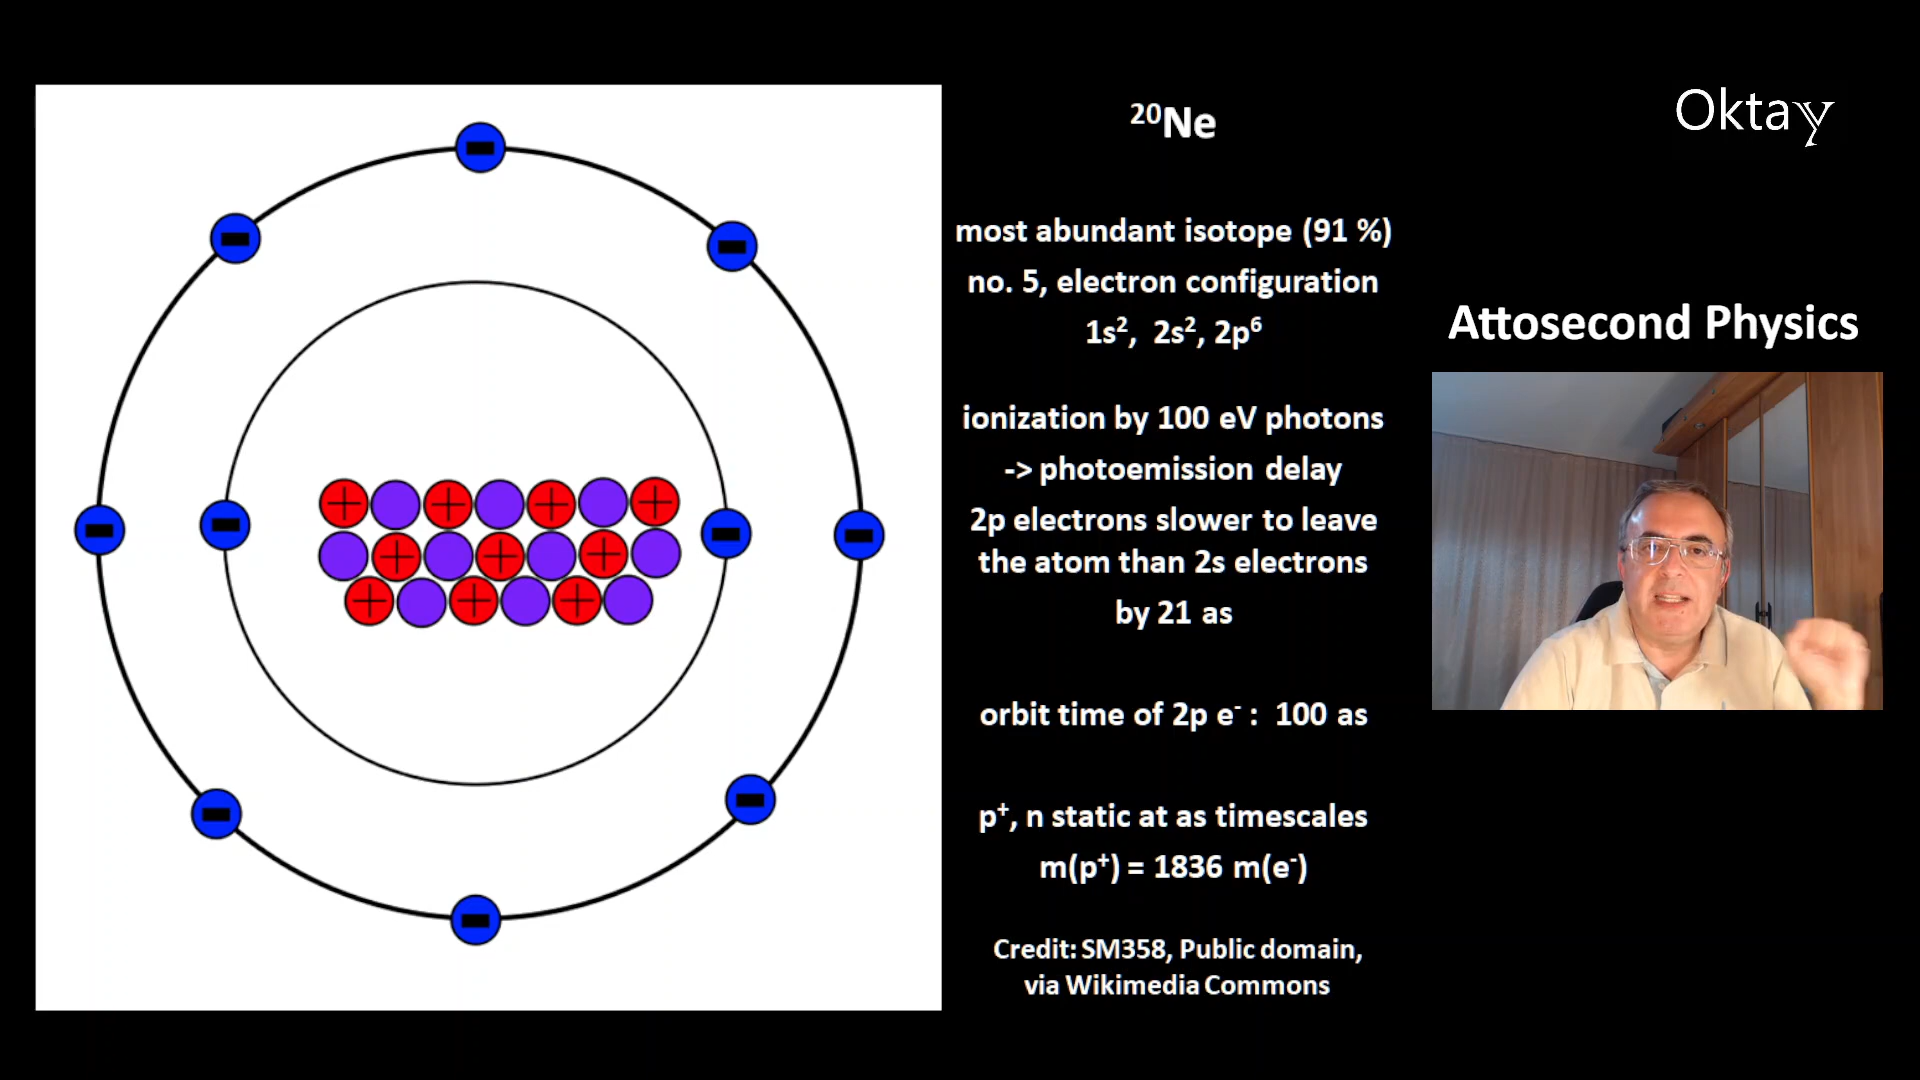 Oktay
Attosecond Physics
²⁰Ne
most abundant isotope (91 %)
no. 5, electron configuration
1s², 2s², 2p⁶
ionization by 100 eV photons
-> photoemission delay
2p electrons slower to leave
the atom than 2s electrons
by 21 as
orbit time of 2p e⁻ : 100 as
p⁺, n static at as timescales
m(p⁺) = 1836 m(e⁻)
Credit: SM358, Public domain,
via Wikimedia Commons